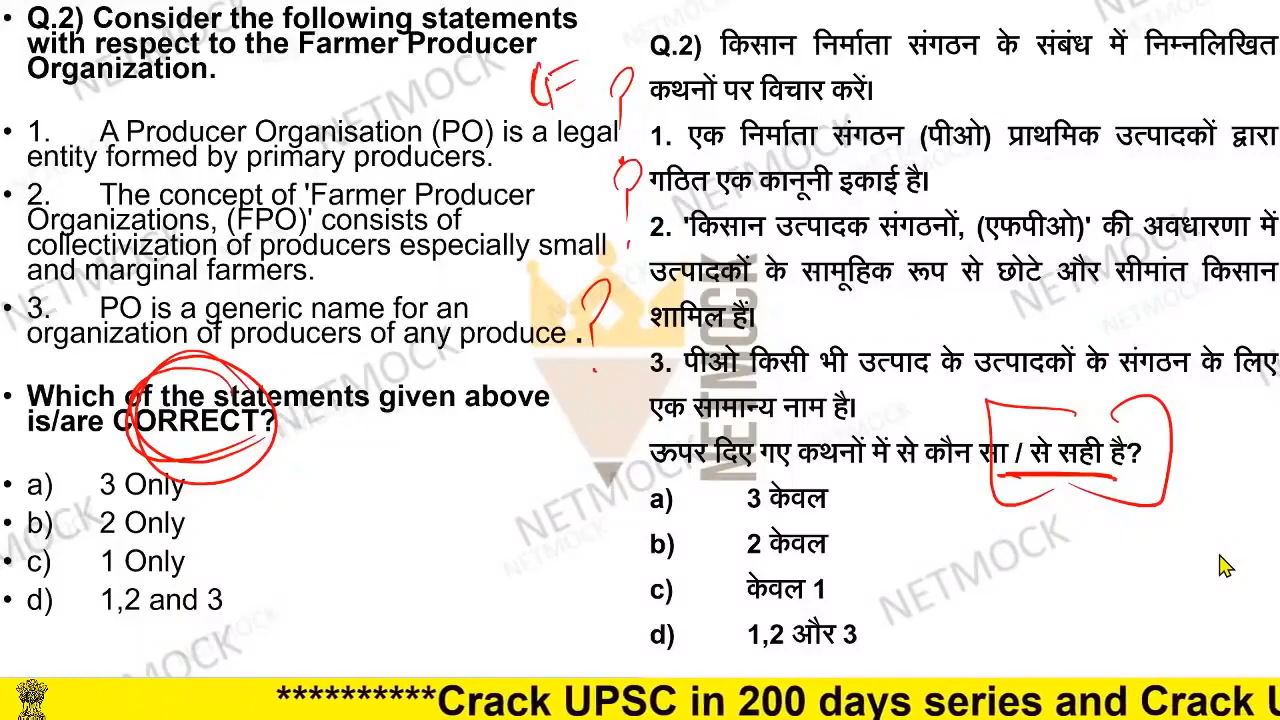 • Q.2) Consider the following statements
with respect to the Farmer Producer
Organization.
• 1. A Producer Organisation (PO) is a legal
entity formed by primary producers.
• 2. The concept of 'Farmer Producer
Organizations, (FPO)' consists of
collectivization of producers especially small
and marginal farmers.
• 3. PO is a generic name for an
organization of producers of any produce .
• Which of the statements given above
is/are CORRECT?
• a) 3 Only
• b) 2 Only
• c) 1 Only
• d) 1,2 and 3
Q.2) किसान निर्माता संगठन के संबंध में निम्नलिखित
कथनों पर विचार करें।
1. एक निर्माता संगठन (पीओ) प्राथमिक उत्पादकों द्वारा
गठित एक कानूनी इकाई है।
2. 'किसान उत्पादक संगठनों, (एफपीओ)' की अवधारणा में
उत्पादकों के सामूहिक रूप से छोटे और सीमांत किसान
शामिल हैं।
3. पीओ किसी भी उत्पाद के उत्पादकों के संगठन के लिए
एक सामान्य नाम है।
ऊपर दिए गए कथनों में से कौन सा / से सही है?
a) 3 केवल
b) 2 केवल
c) केवल 1
d) 1,2 और 3
NETMOCK
**********Crack UPSC in 200 days series and Crack U